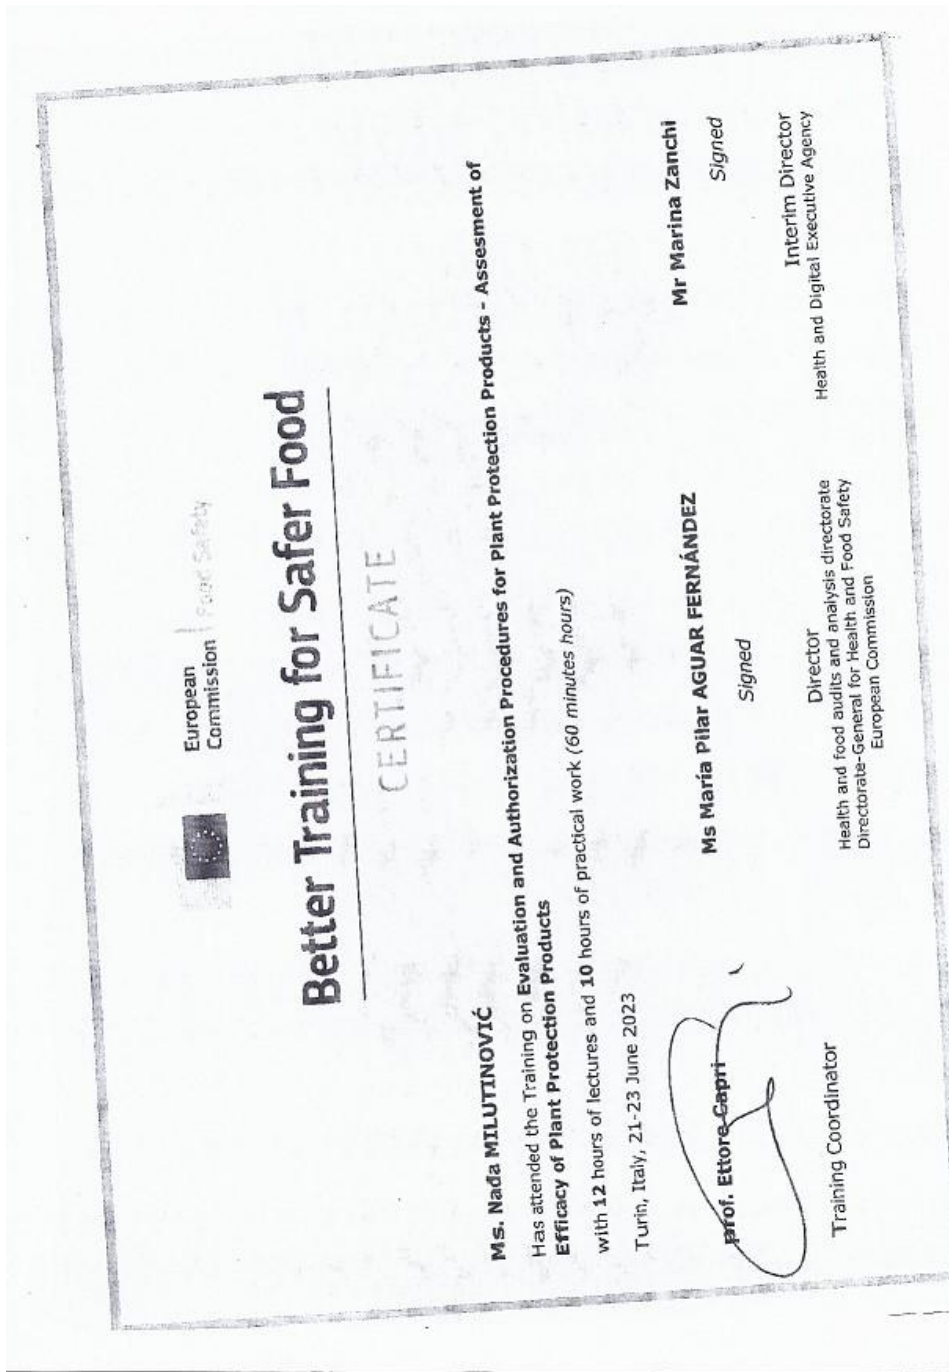 European
Commission | Food Safety
Better Training for Safer Food
CERTIFICATE
Ms. Nađa MILUTINOVIĆ
Has attended the Training on Evaluation and Authorization Procedures for Plant Protection Products - Assesment of
Efficacy of Plant Protection Products
with 12 hours of lectures and 10 hours of practical work (60 minutes hours)
Turin, Italy, 21-23 June 2023
prof. Ettore Capri
Training Coordinator
Ms María Pilar AGUAR FERNÁNDEZ
Signed
Director
Health and food audits and analysis directorate
Directorate-General for Health and Food Safety
European Commission
Mr Marina Zanchi
Signed
Interim Director
Health and Digital Executive Agency